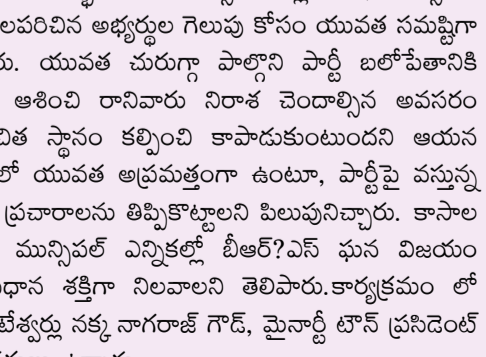 లపరిచిన అభ్యర్థుల గెలుపు కోసం యువత సమష్టిగా
రు. యువత చురుగ్గా పాల్గొని పార్టీ బలోపేతానికి
ఆశించి రానివారు నిరాశ చెందాల్సిన అవసరం
చిత స్థానం కల్పించి కాపాడుకుంటుందని ఆయన
లో యువత అప్రమత్తంగా ఉంటూ, పార్టీపై వస్తున్న
ప్రచారాలను తిప్పికొట్టాలని పిలుపునిచ్చారు. కాసాల
మున్సిపల్ ఎన్నికల్లో బీఆర్?ఎస్ ఘన విజయం
ధాన శక్తిగా నిలవాలని తెలిపారు.కార్యక్రమం లో
టేశ్వర్లు నక్క నాగరాజ్ గౌడ్, మైనార్టీ టౌన్ ప్రసిడెంట్